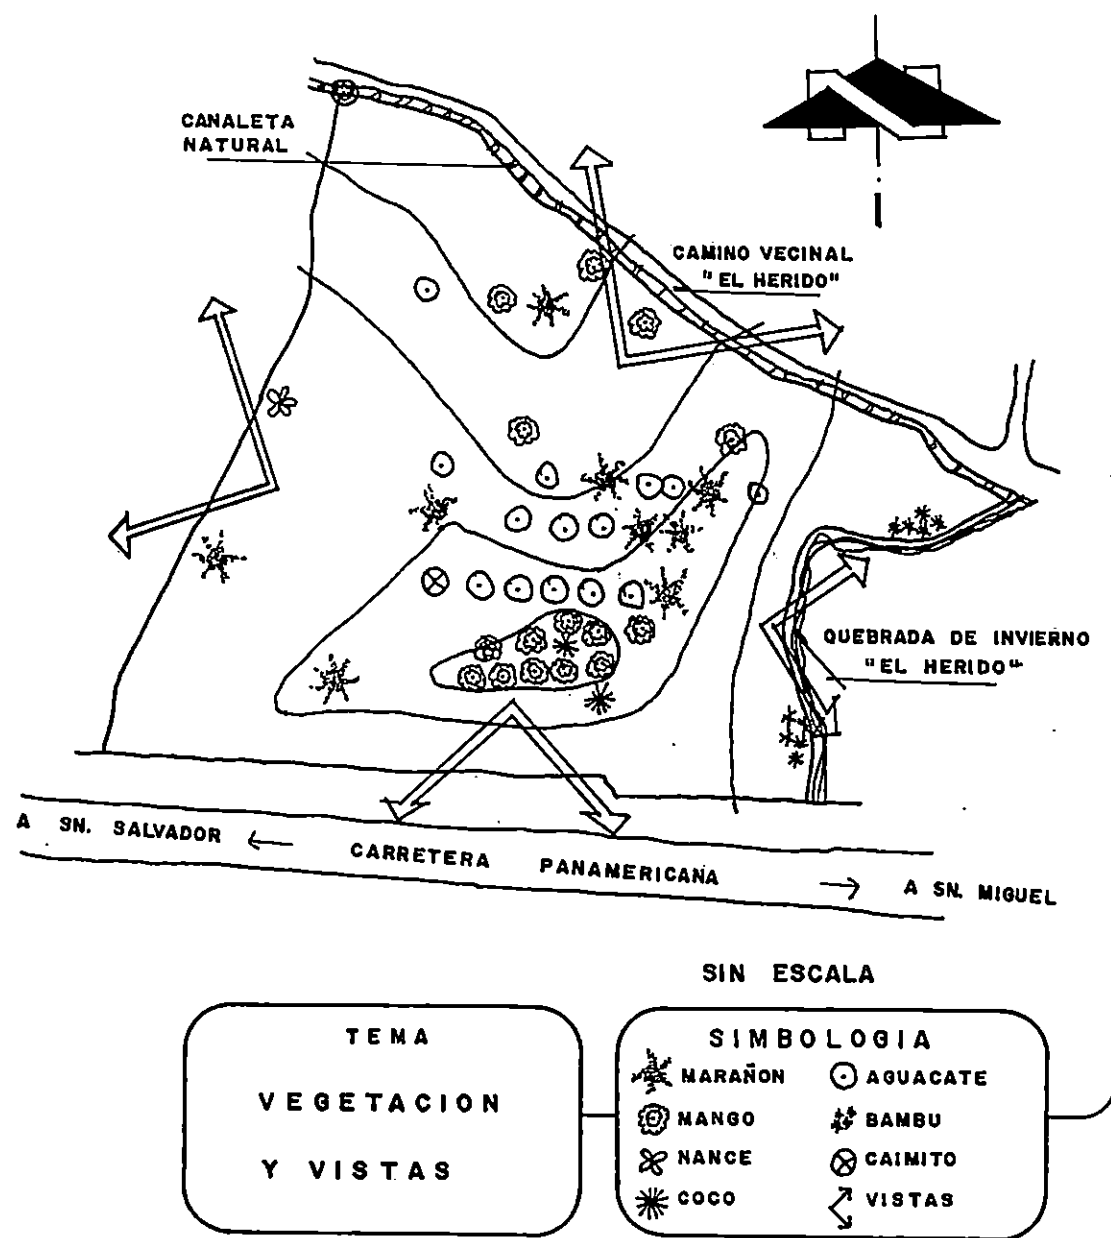 CANALETA
NATURAL
CAMINO VECINAL
"EL HERIDO"
QUEBRADA DE INVIERNO
"EL HERIDO"
A SN. SALVADOR ← CARRETERA PANAMERICANA → A SN. MIGUEL
SIN ESCALA
TEMA
VEGETACION
Y VISTAS
SIMBOLOGIA
MARAÑON
AGUACATE
MANGO
BAMBU
NANCE
CAIMITO
COCO
VISTAS